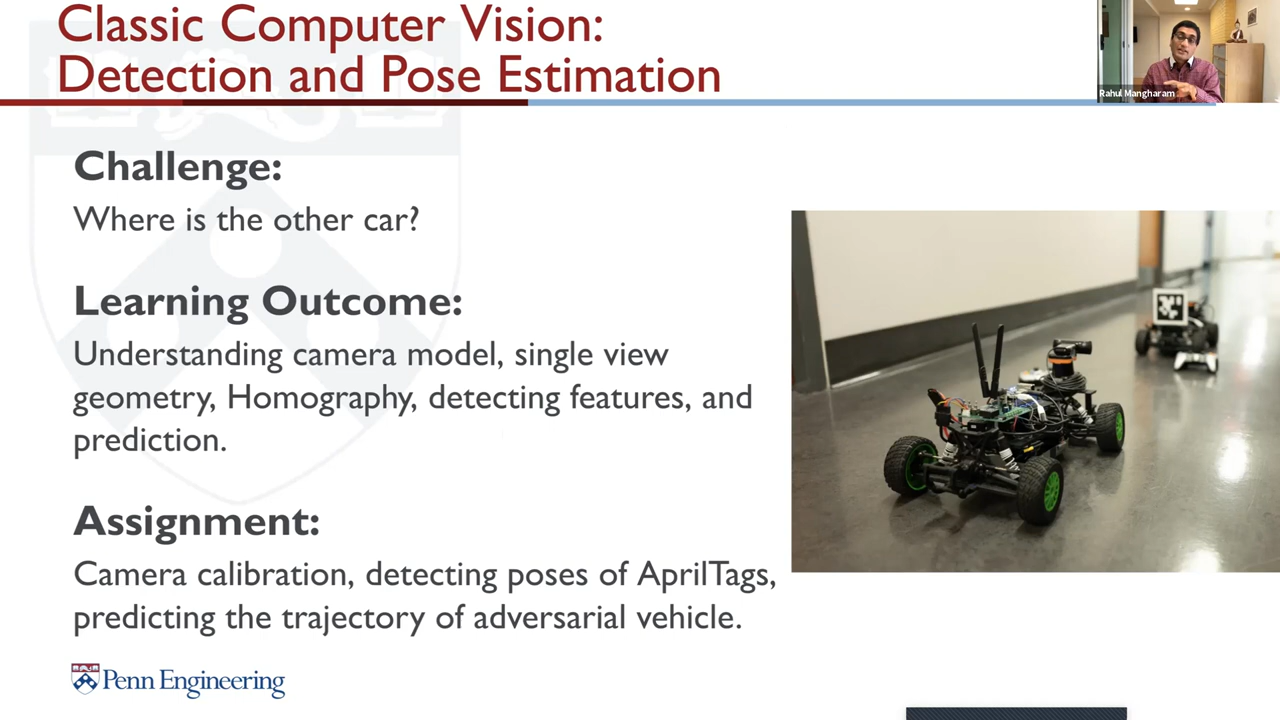 Classic Computer Vision:
Detection and Pose Estimation
Rahul Mangharam
Challenge:
Where is the other car?
Learning Outcome:
Understanding camera model, single view
geometry, Homography, detecting features, and
prediction.
Assignment:
Camera calibration, detecting poses of AprilTags,
predicting the trajectory of adversarial vehicle.
Penn Engineering